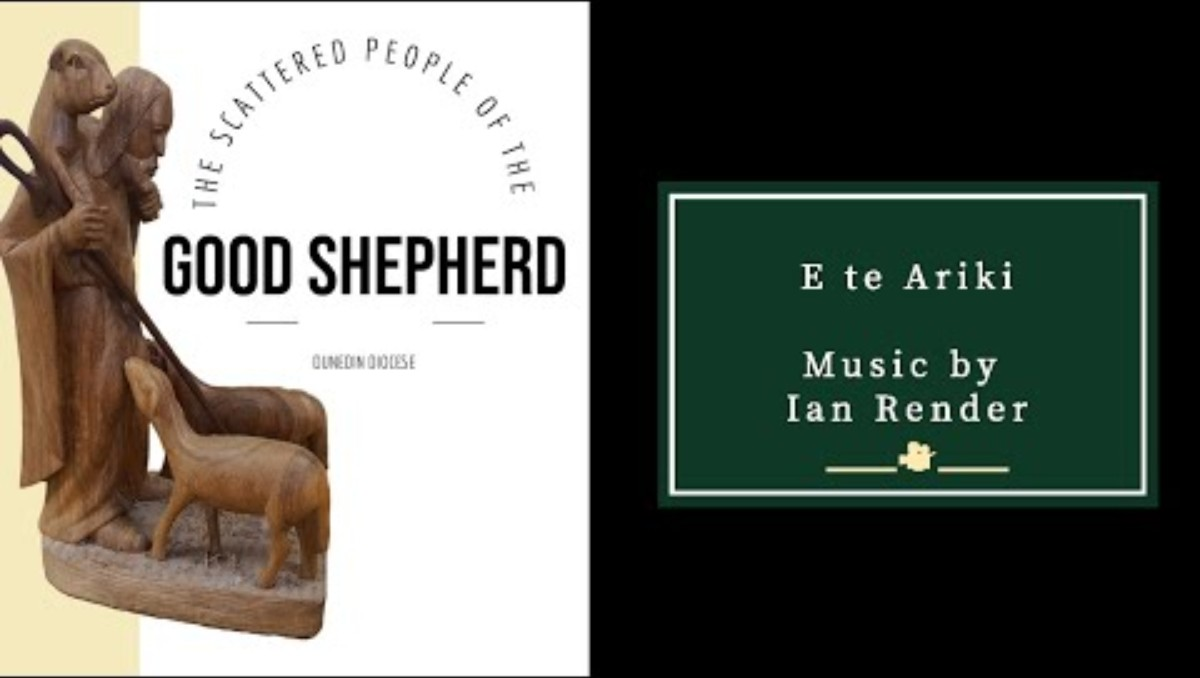 THE SCATTERED PEOPLE OF THE
GOOD SHEPHERD
DUNEDIN DIOCESE
E te Ariki
Music by
Ian Render